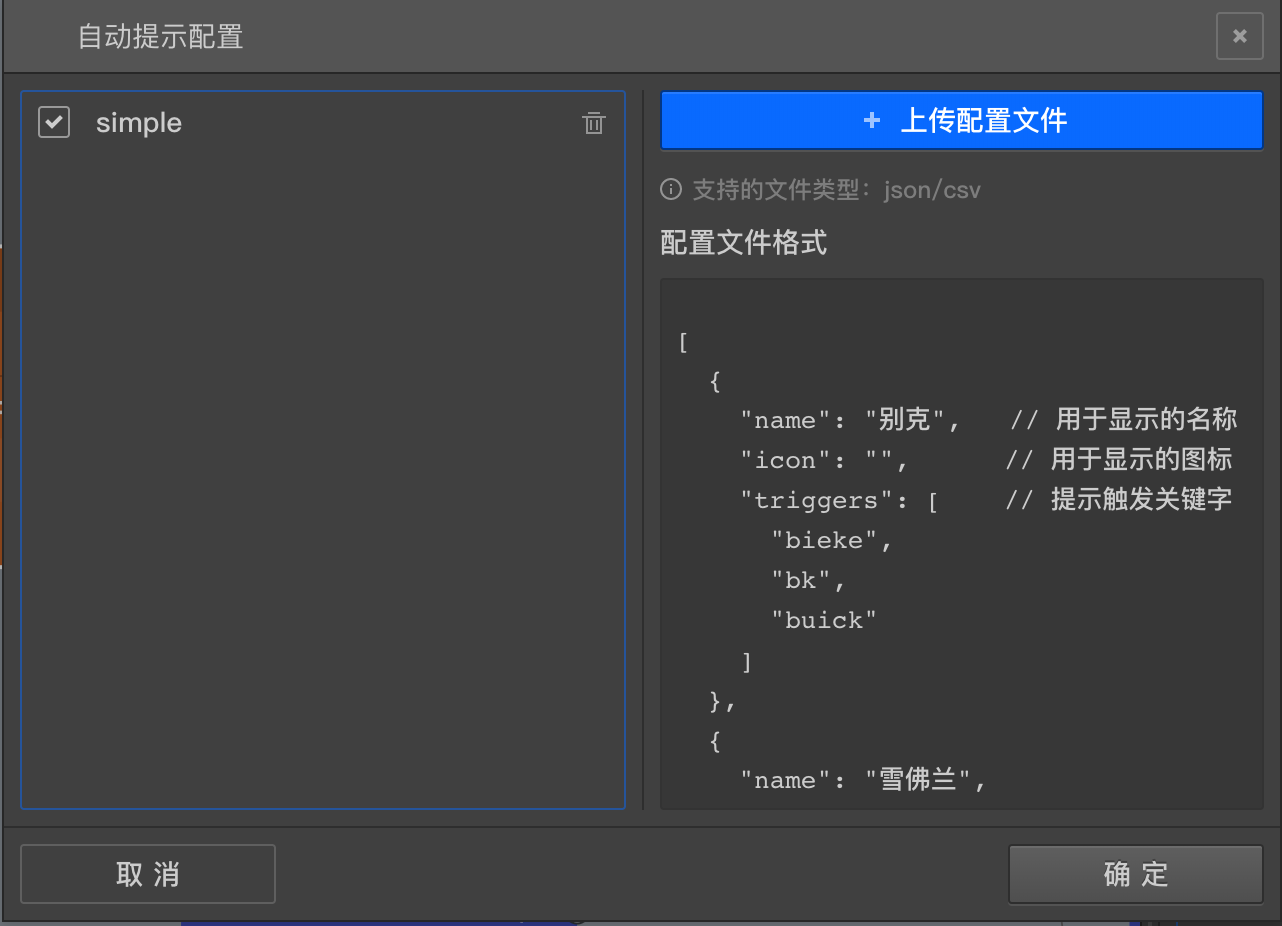 自动提示配置
simple
+ 上传配置文件
支持的文件类型：json/csv
配置文件格式
[
{
"name": "别克",   // 用于显示的名称
"icon": "",      // 用于显示的图标
"triggers": [    // 提示触发关键字
"bieke",
"bk",
"buick"
]
},
{
"name": "雪佛兰",
取 消
确 定